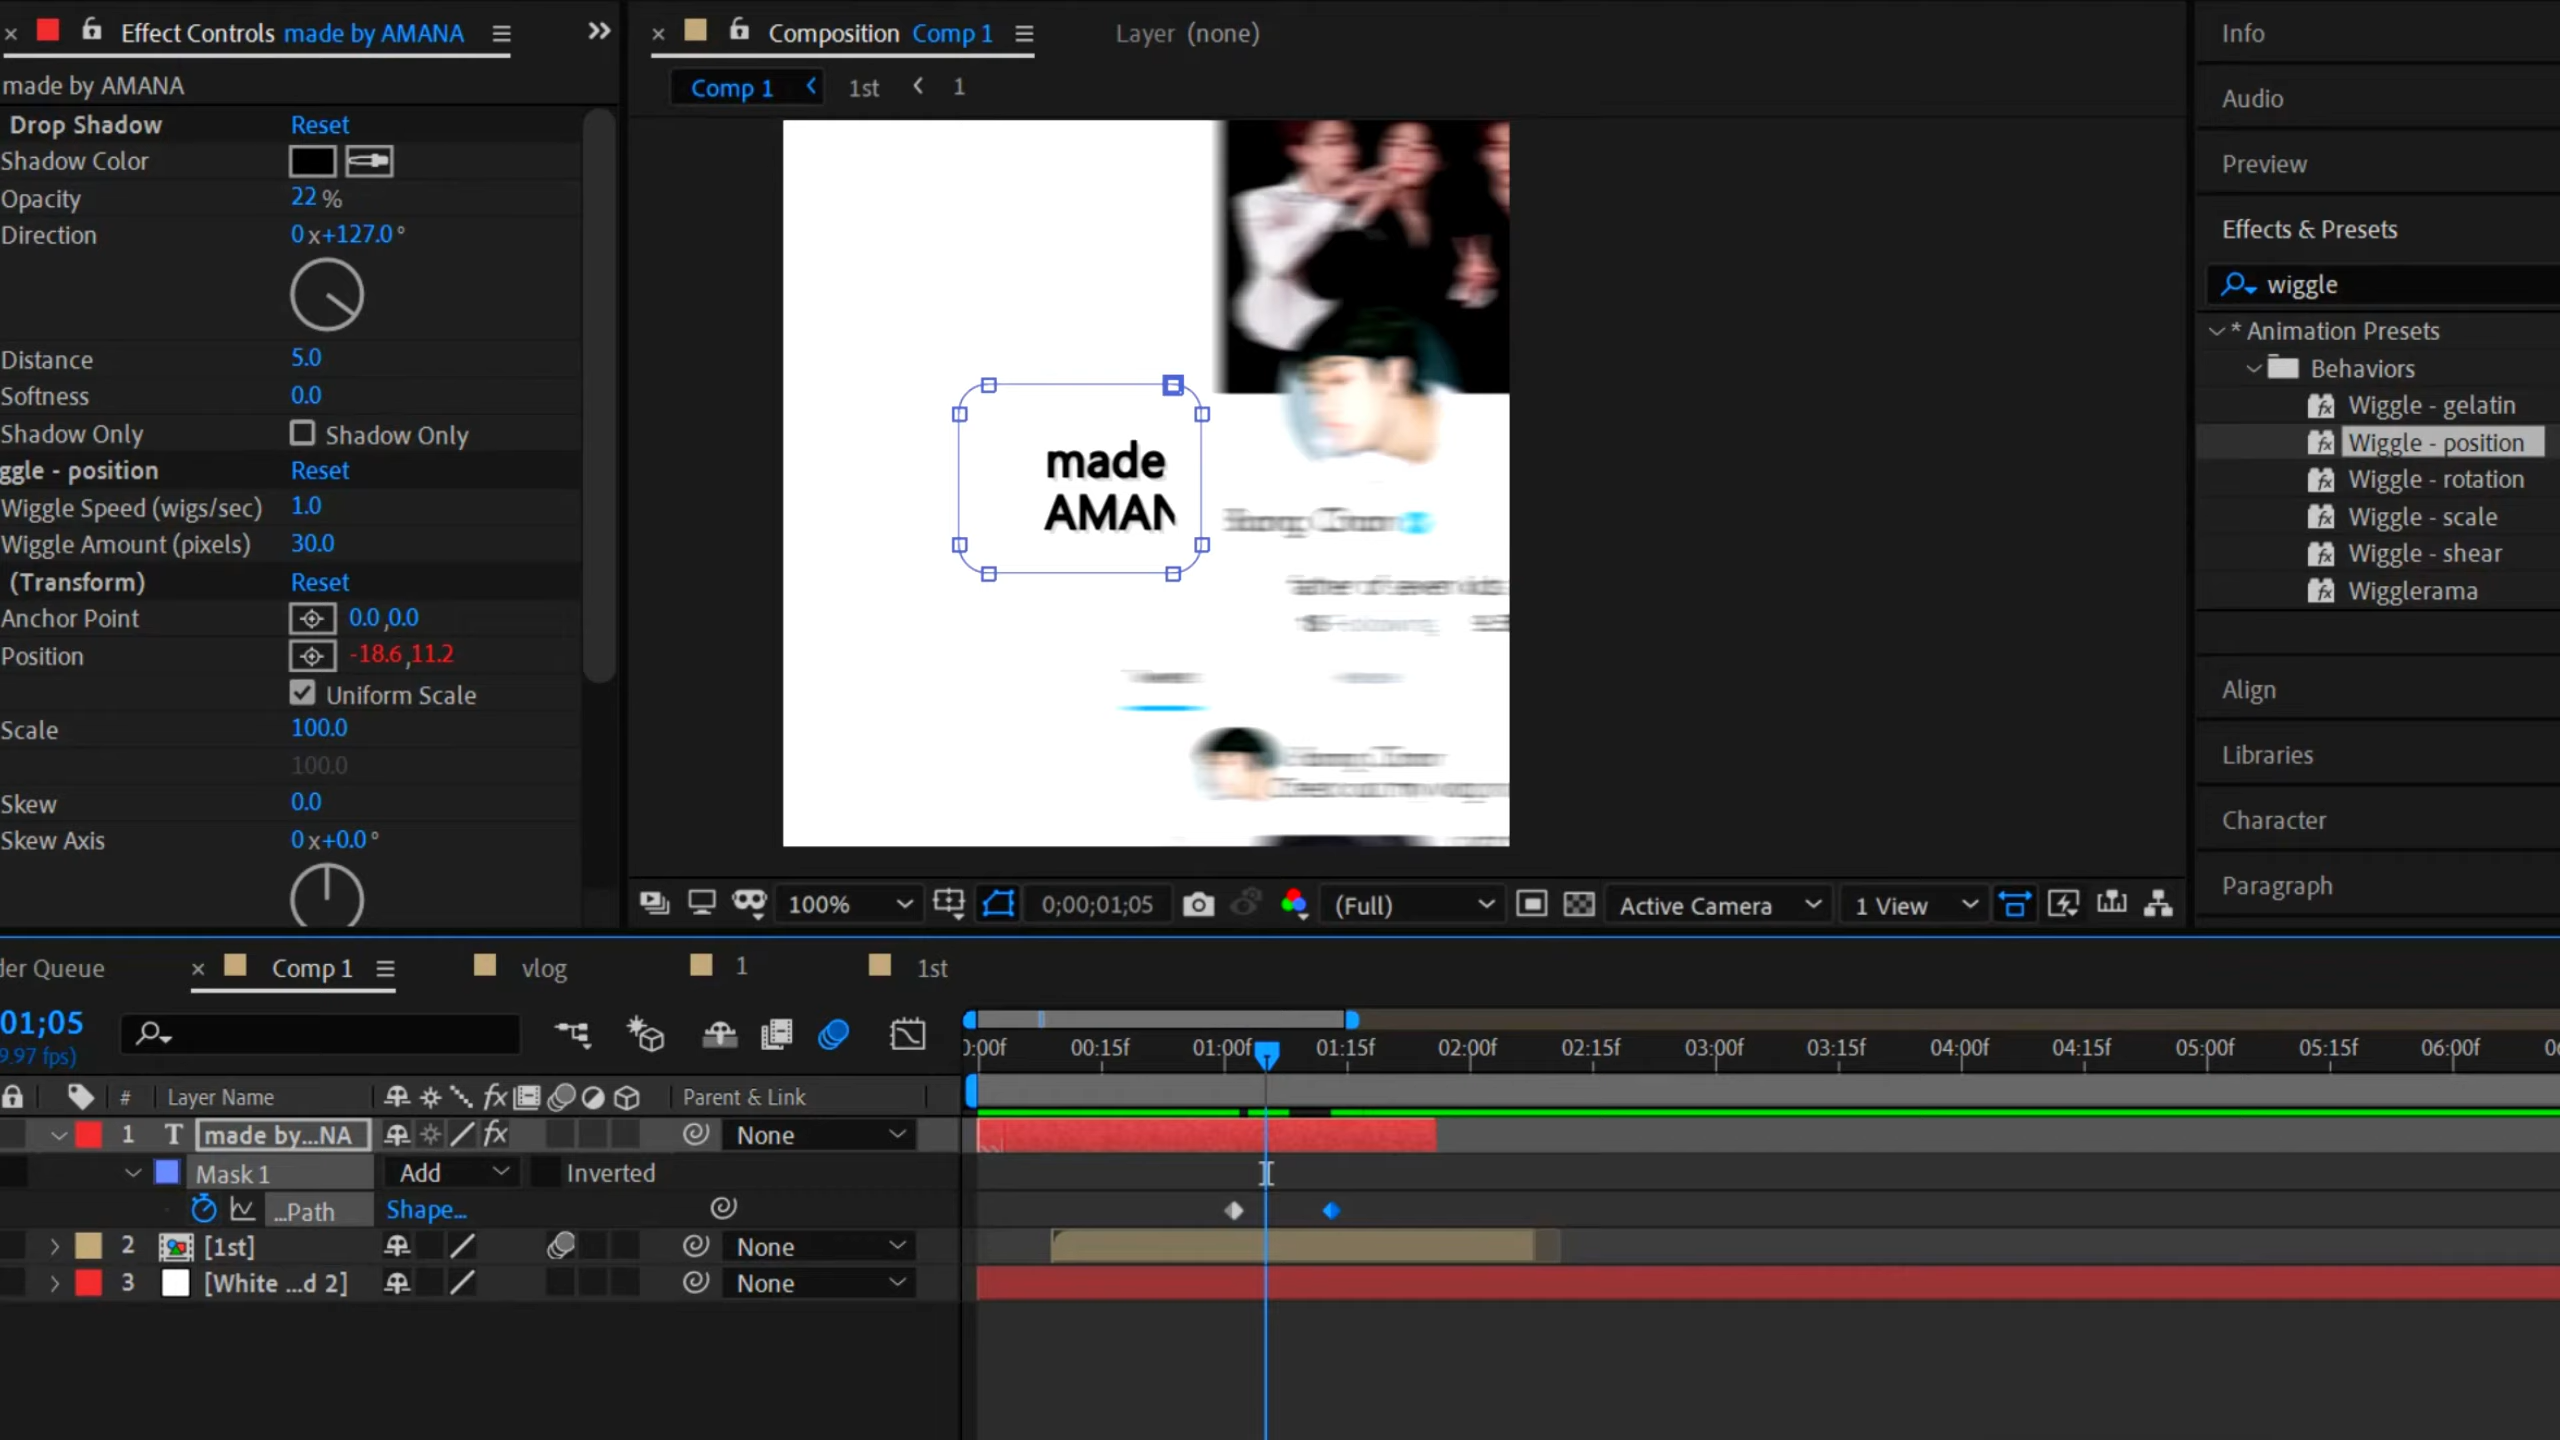 Effect Controls made by AMANA
made by AMANA
Drop Shadow Reset
Shadow Color
Opacity 22 %
Direction 0 x+127.0 °
Distance 5.0
Softness 0.0
Shadow Only Shadow Only
ggle - position Reset
Wiggle Speed (wigs/sec) 1.0
Wiggle Amount (pixels) 30.0
(Transform) Reset
Anchor Point 0.0,0.0
Position -18.6,11.2
Uniform Scale
Scale 100.0
100.0
Skew 0.0
Skew Axis 0 x+0.0 °
Composition Comp 1
Layer (none)
Comp 1 1st 1
made
AMAN
100% 0;00;01;05 (Full) Active Camera 1 View
Info
Audio
Preview
Effects & Presets
wiggle
* Animation Presets
Behaviors
Wiggle - gelatin
Wiggle - position
Wiggle - rotation
Wiggle - scale
Wiggle - shear
Wigglerama
Align
Libraries
Character
Paragraph
der Queue Comp 1 vlog 1 1st
01;05
9.97 fps)
0:00f 00:15f 01:00f 01:15f 02:00f 02:15f 03:00f 03:15f 04:00f 04:15f 05:00f 05:15f 06:00f
# Layer Name fx Parent & Link
1 T made by...NA fx None
Mask 1 Add Inverted
...Path Shape...
2 [1st] None
3 [White ...d 2] None